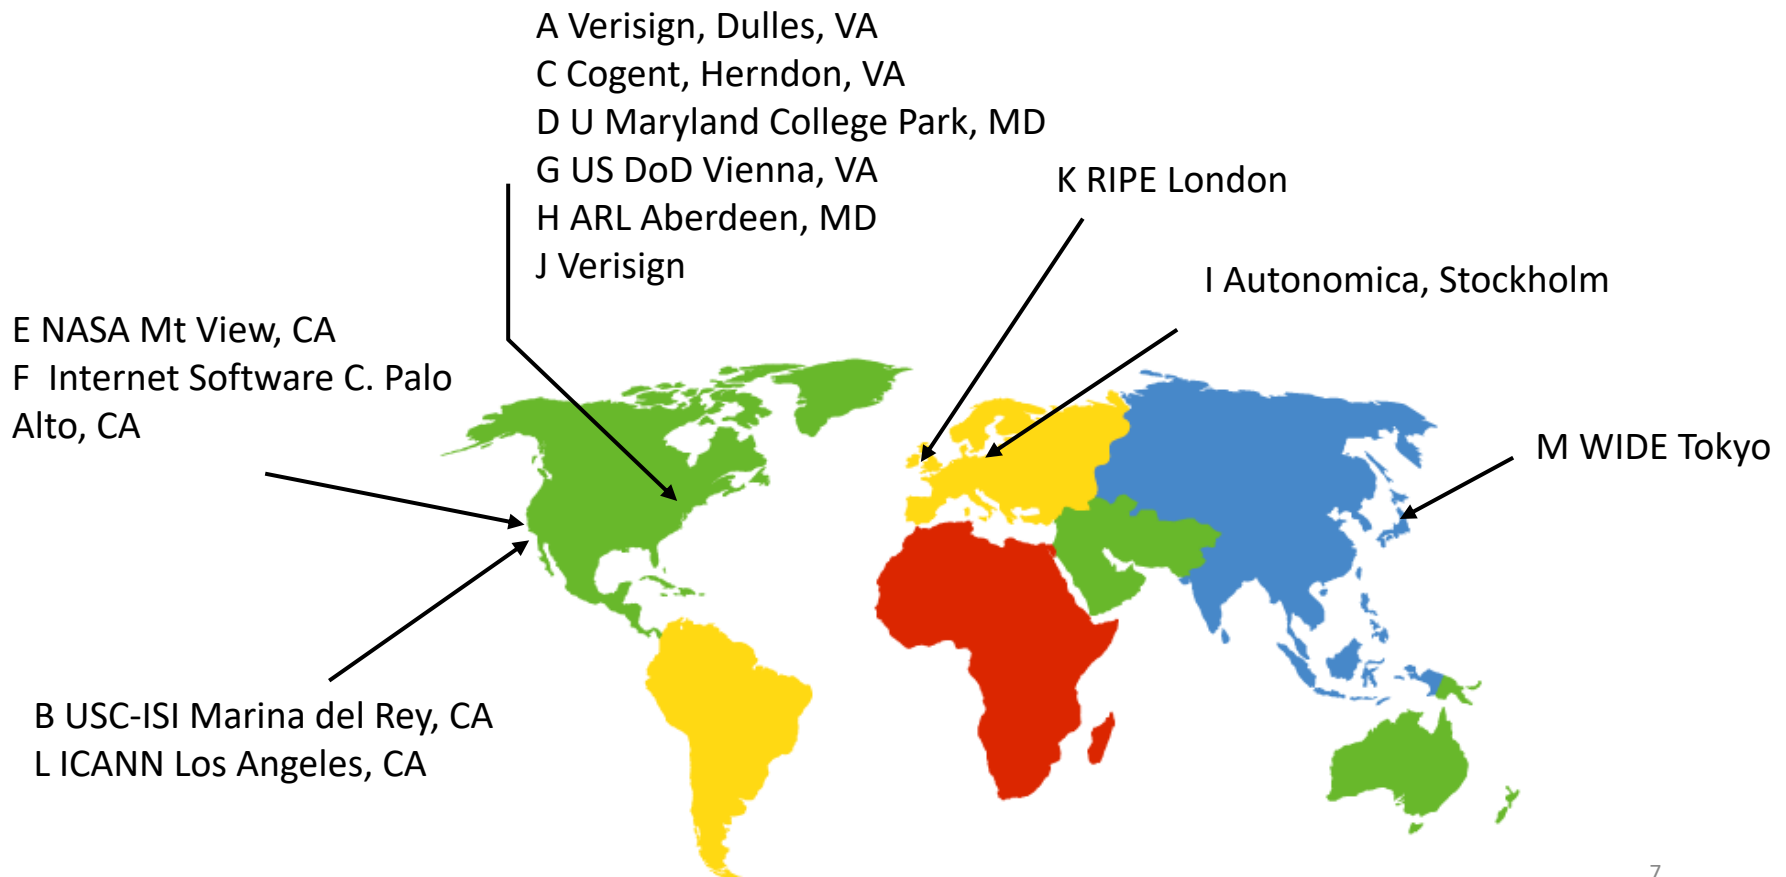 A Verisign, Dulles, VA
C Cogent, Herndon, VA
D U Maryland College Park, MD
G US DoD Vienna, VA
H ARL Aberdeen, MD
J Verisign
K RIPE London
I Autonomica, Stockholm
E NASA Mt View, CA
F Internet Software C. Palo
Alto, CA
M WIDE Tokyo
B USC-ISI Marina del Rey, CA
L ICANN Los Angeles, CA
7